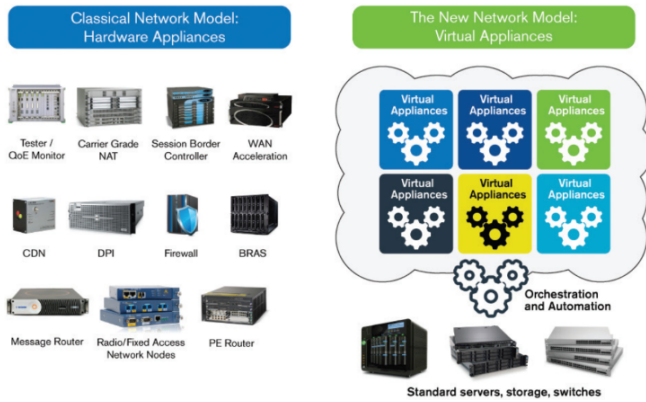 Classical Network Model:
Hardware Appliances
Tester /
QoE Monitor
Carrier Grade
NAT
Session Border
Controller
WAN
Acceleration
CDN
DPI
Firewall
BRAS
Message Router
Radio/Fixed Access
Network Nodes
PE Router
The New Network Model:
Virtual Appliances
Virtual
Appliances
Virtual
Appliances
Virtual
Appliances
Virtual
Appliances
Virtual
Appliances
Virtual
Appliances
Orchestration
and Automation
Standard servers, storage, switches